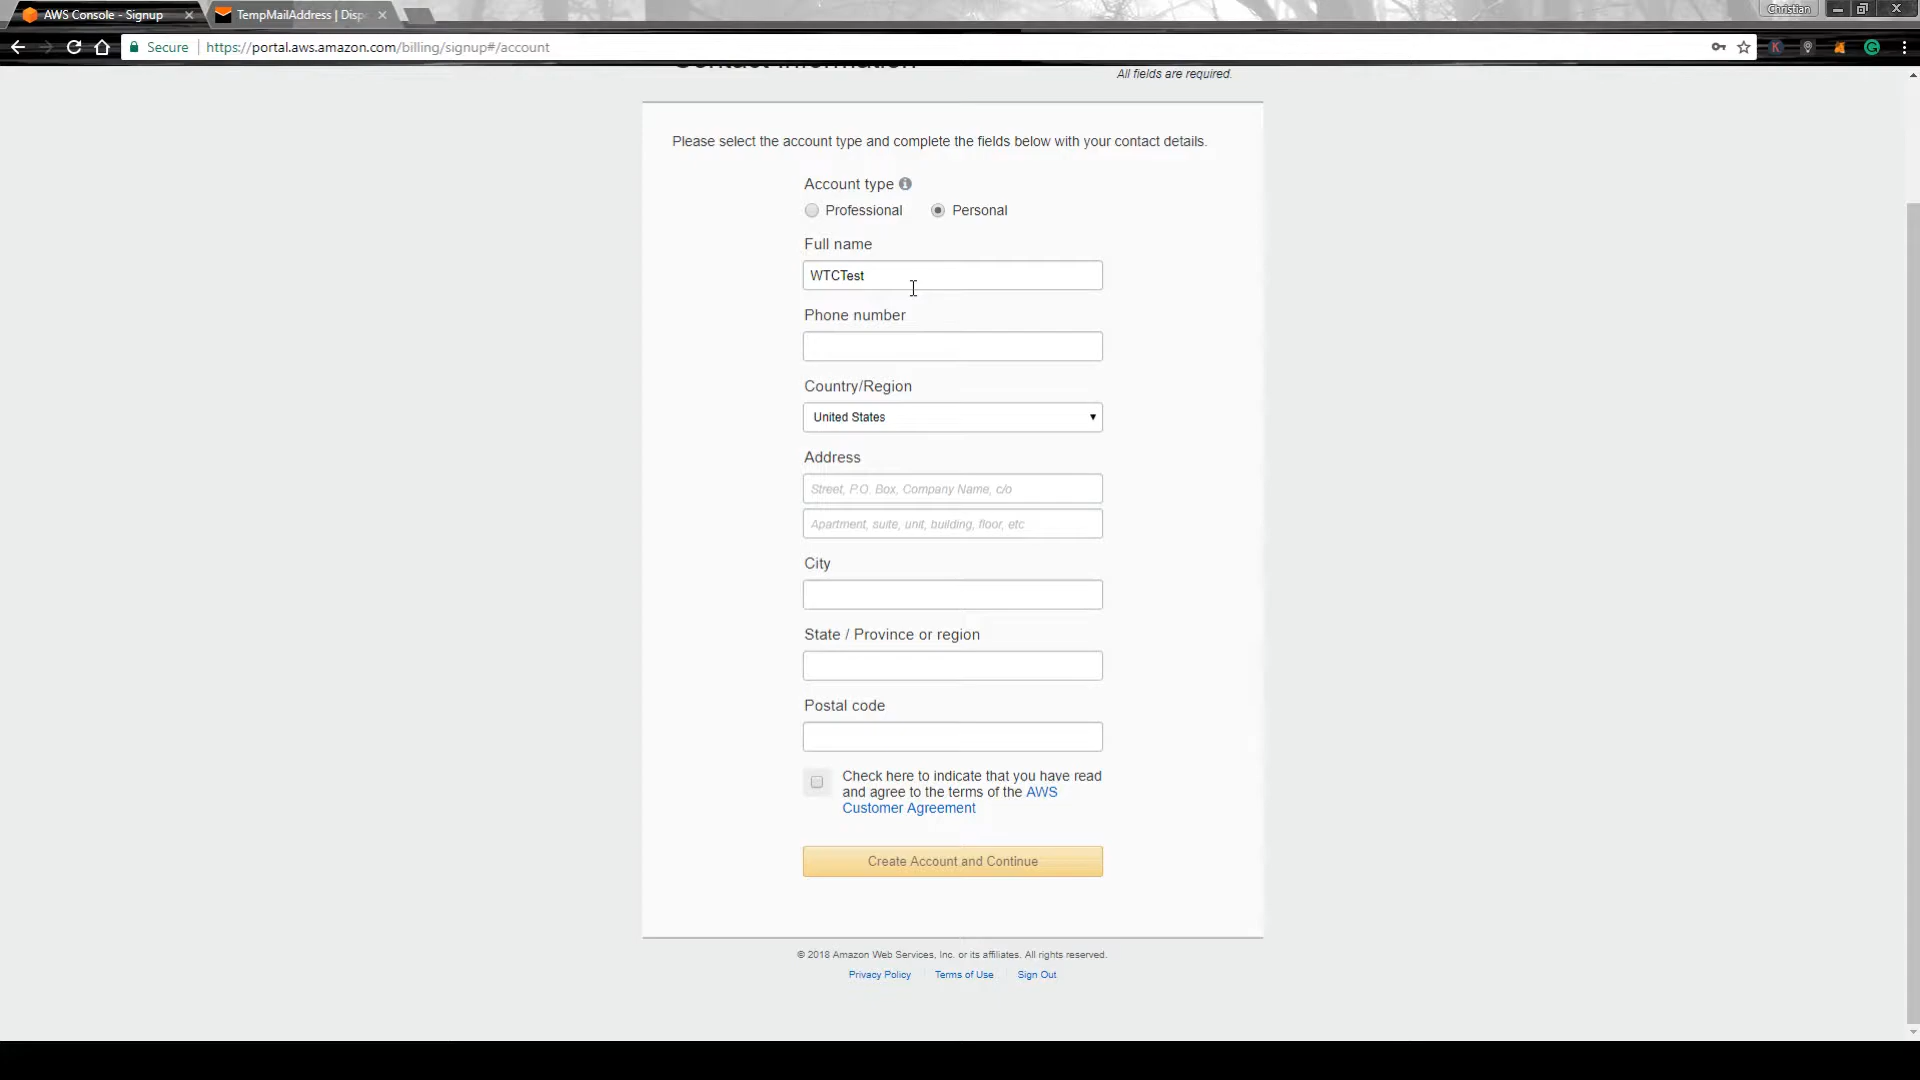 AWS Console - Signup
TempMailAddress | Disp
Christian
Secure
https://portal.aws.amazon.com/billing/signup#/account
Contact Information
All fields are required.
Please select the account type and complete the fields below with your contact details.
Account type
Professional
Personal
Full name
WTCTest
Phone number
Country/Region
United States
Address
Street, P.O. Box, Company Name, c/o
Apartment, suite, unit, building, floor, etc
City
State / Province or region
Postal code
Check here to indicate that you have read
and agree to the terms of the AWS
Customer Agreement
Create Account and Continue
© 2018 Amazon Web Services, Inc. or its affiliates. All rights reserved.
Privacy Policy
Terms of Use
Sign Out